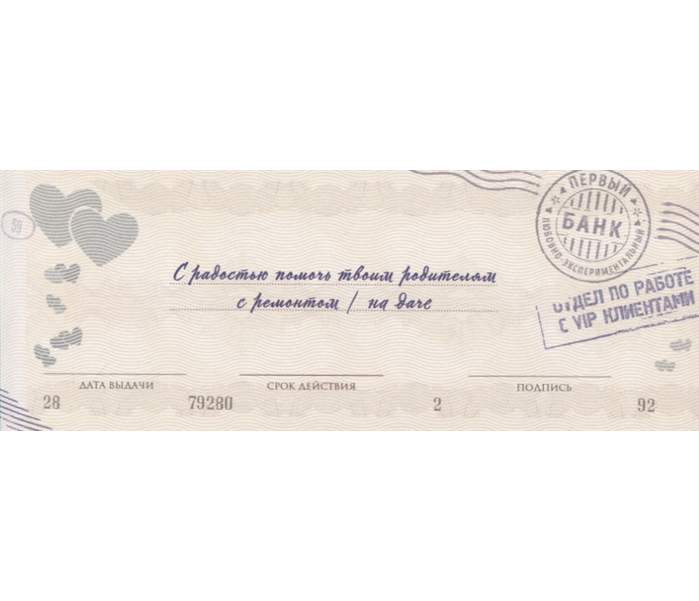 ПЕРВЫЙ
БАНК
ЛЮБОВНО-ЭКСПЕРИМЕНТАЛЬНЫЙ
59
С радостью помочь твоим родителям
с ремонтом / на даче
ОТДЕЛ ПО РАБОТЕ
С VIP КЛИЕНТАМИ
ДАТА ВЫДАЧИ СРОК ДЕЙСТВИЯ ПОДПИСЬ
28 79280 2 92